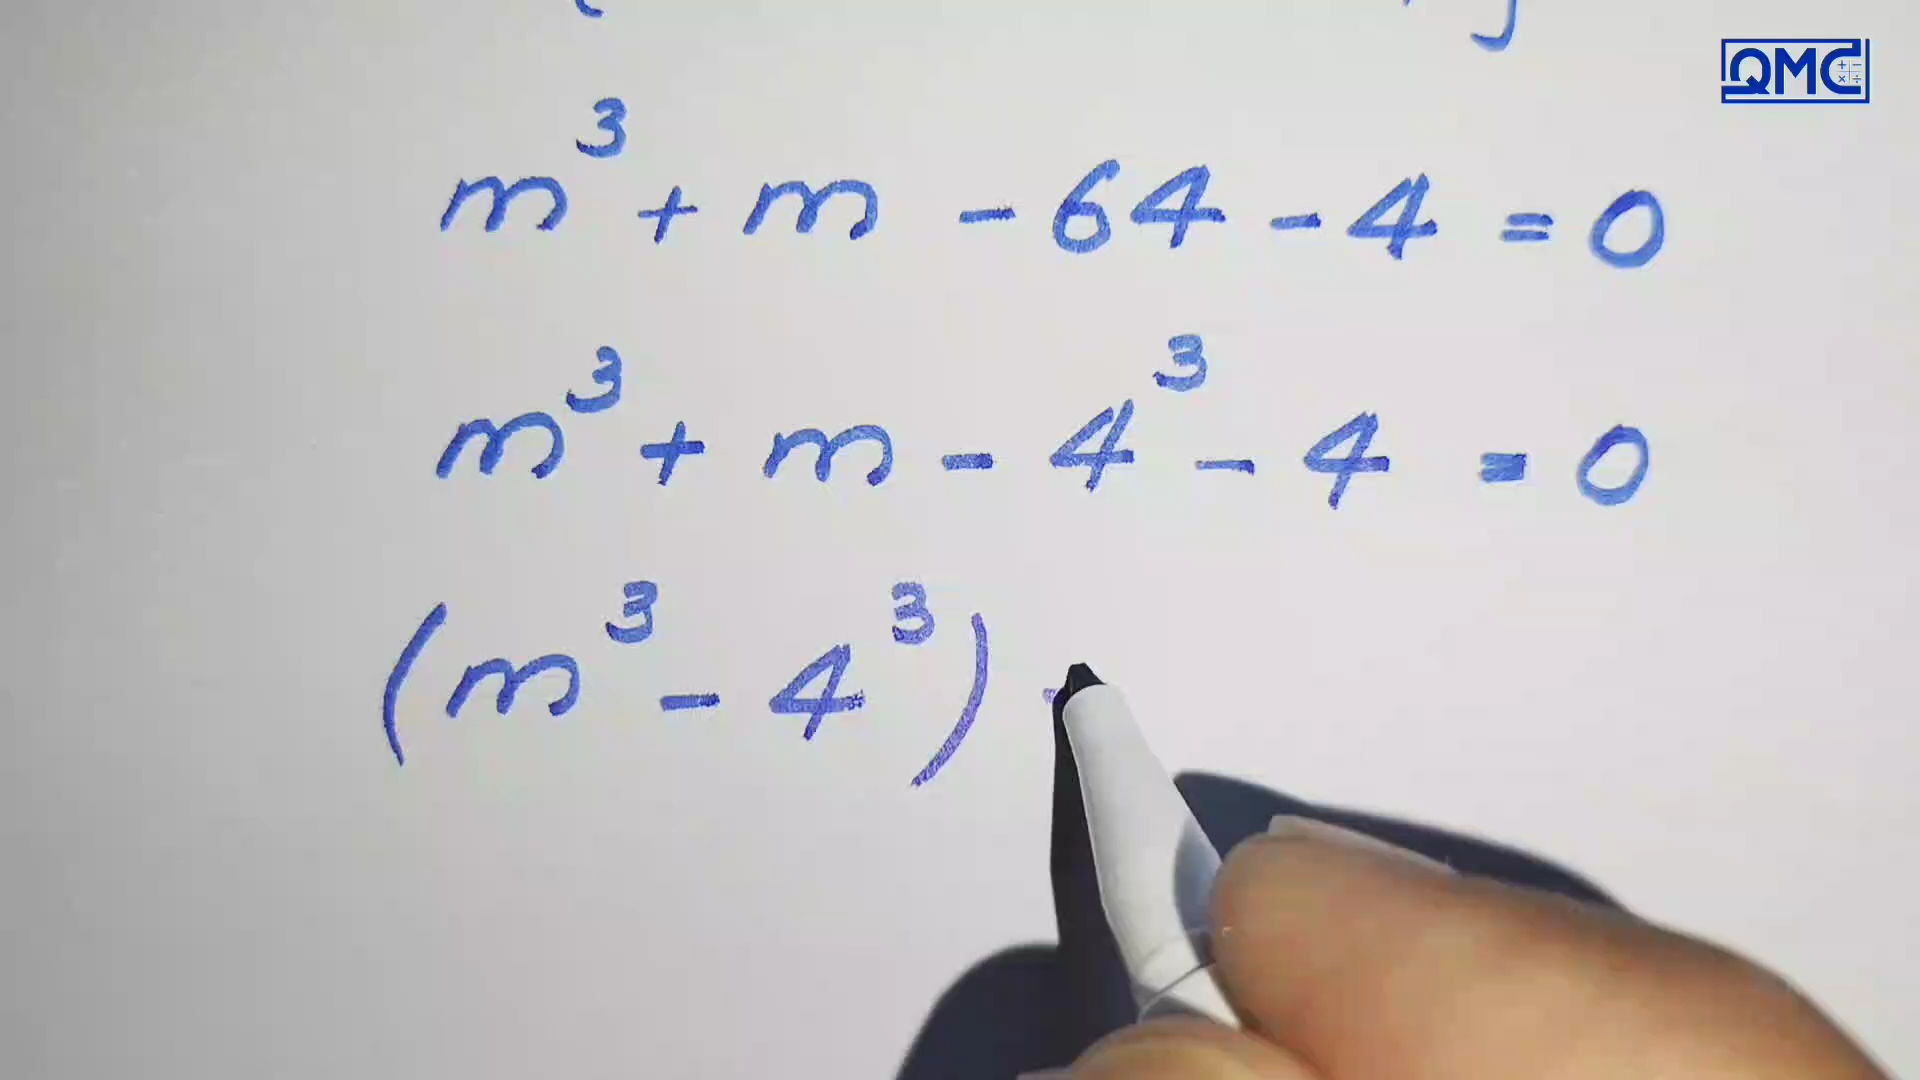 QMC
m³ + m - 64 - 4 = 0
m³ + m - 4³ - 4 = 0
(m³ - 4³)